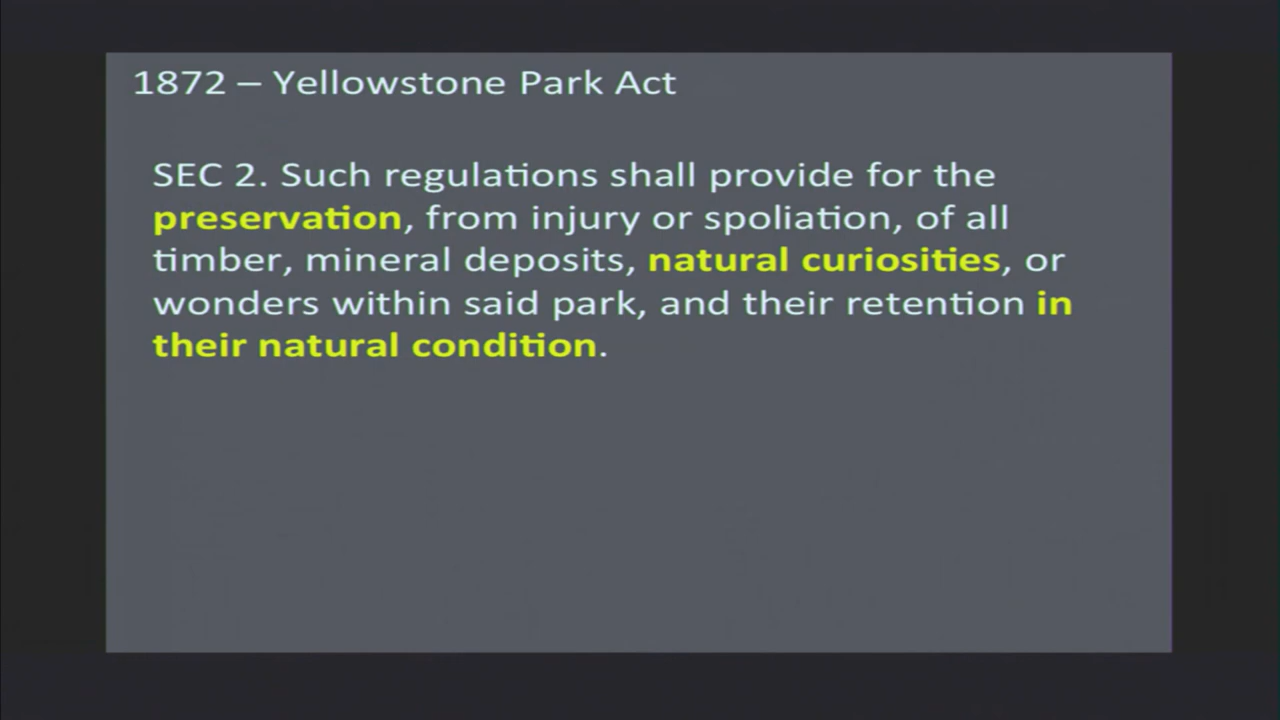 1872 – Yellowstone Park Act
SEC 2. Such regulations shall provide for the
preservation, from injury or spoliation, of all
timber, mineral deposits, natural curiosities, or
wonders within said park, and their retention in
their natural condition.